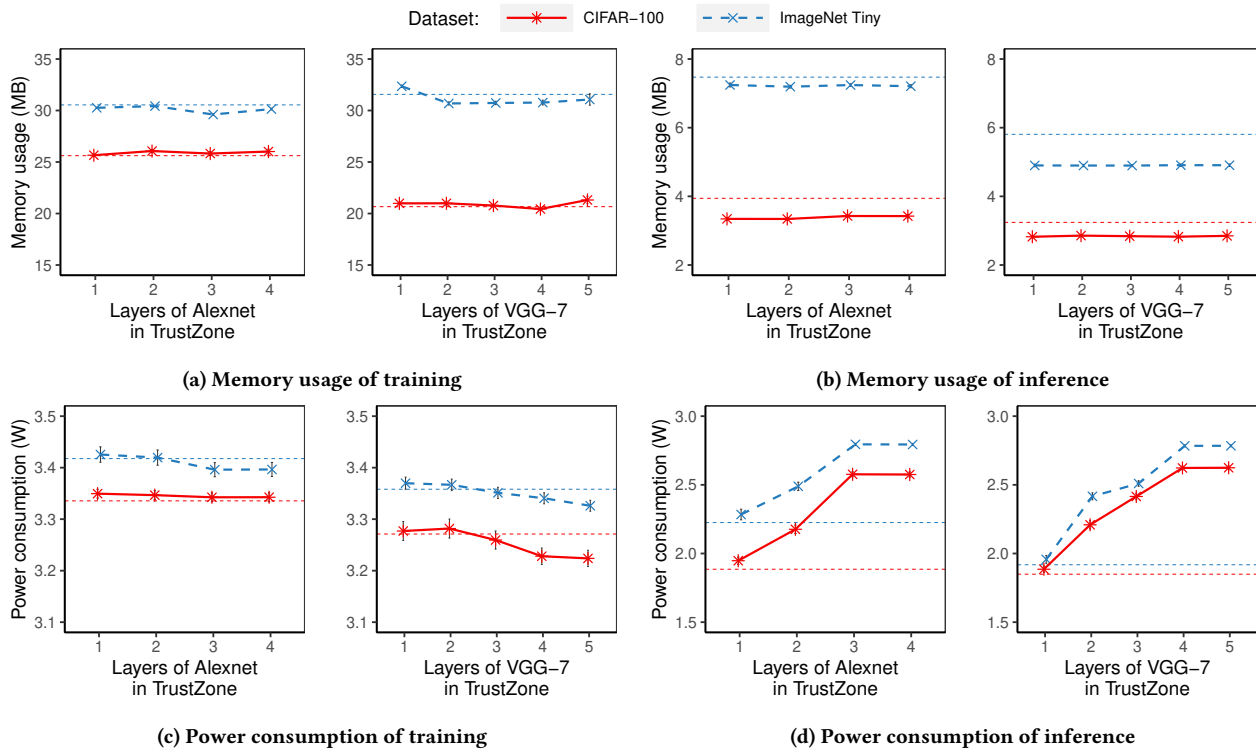 Dataset: CIFAR−100 ImageNet Tiny
Memory usage (MB)
35
30
25
20
15
1 2 3 4
Layers of Alexnet
in TrustZone
35
30
25
20
15
1 2 3 4 5
Layers of VGG−7
in TrustZone
(a) Memory usage of training
Memory usage (MB)
8
6
4
2
1 2 3 4
Layers of Alexnet
in TrustZone
8
6
4
2
1 2 3 4 5
Layers of VGG−7
in TrustZone
(b) Memory usage of inference
Power consumption (W)
3.5
3.4
3.3
3.2
3.1
1 2 3 4
Layers of Alexnet
in TrustZone
3.5
3.4
3.3
3.2
3.1
1 2 3 4 5
Layers of VGG−7
in TrustZone
(c) Power consumption of training
Power consumption (W)
3.0
2.5
2.0
1.5
1 2 3 4
Layers of Alexnet
in TrustZone
3.0
2.5
2.0
1.5
1 2 3 4 5
Layers of VGG−7
in TrustZone
(d) Power consumption of inference